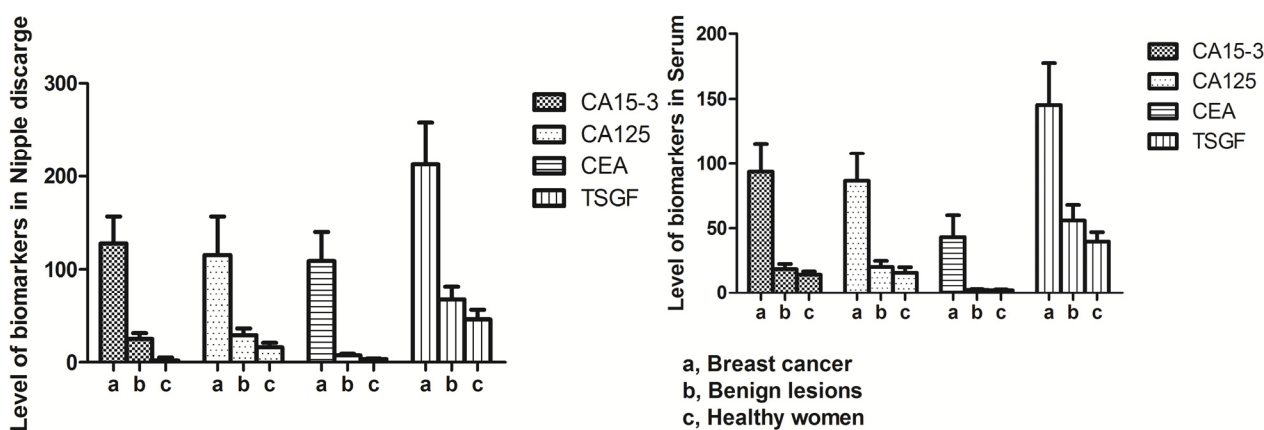 Level of biomarkers in Nipple discarge
300
200
100
0
a b c a b c a b c a b c
CA15-3
CA125
CEA
TSGF
Level of biomarkers in Serum
200
150
100
50
0
a b c a b c a b c a b c
CA15-3
CA125
CEA
TSGF
a, Breast cancer
b, Benign lesions
c, Healthy women